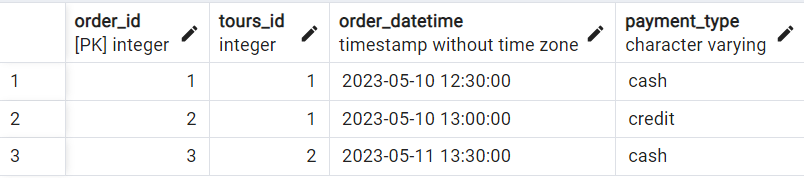 order_id tours_id order_datetime payment_type
[PK] integer integer timestamp without time zone character varying
1 1 1 2023-05-10 12:30:00 cash
2 2 1 2023-05-10 13:00:00 credit
3 3 2 2023-05-11 13:30:00 cash